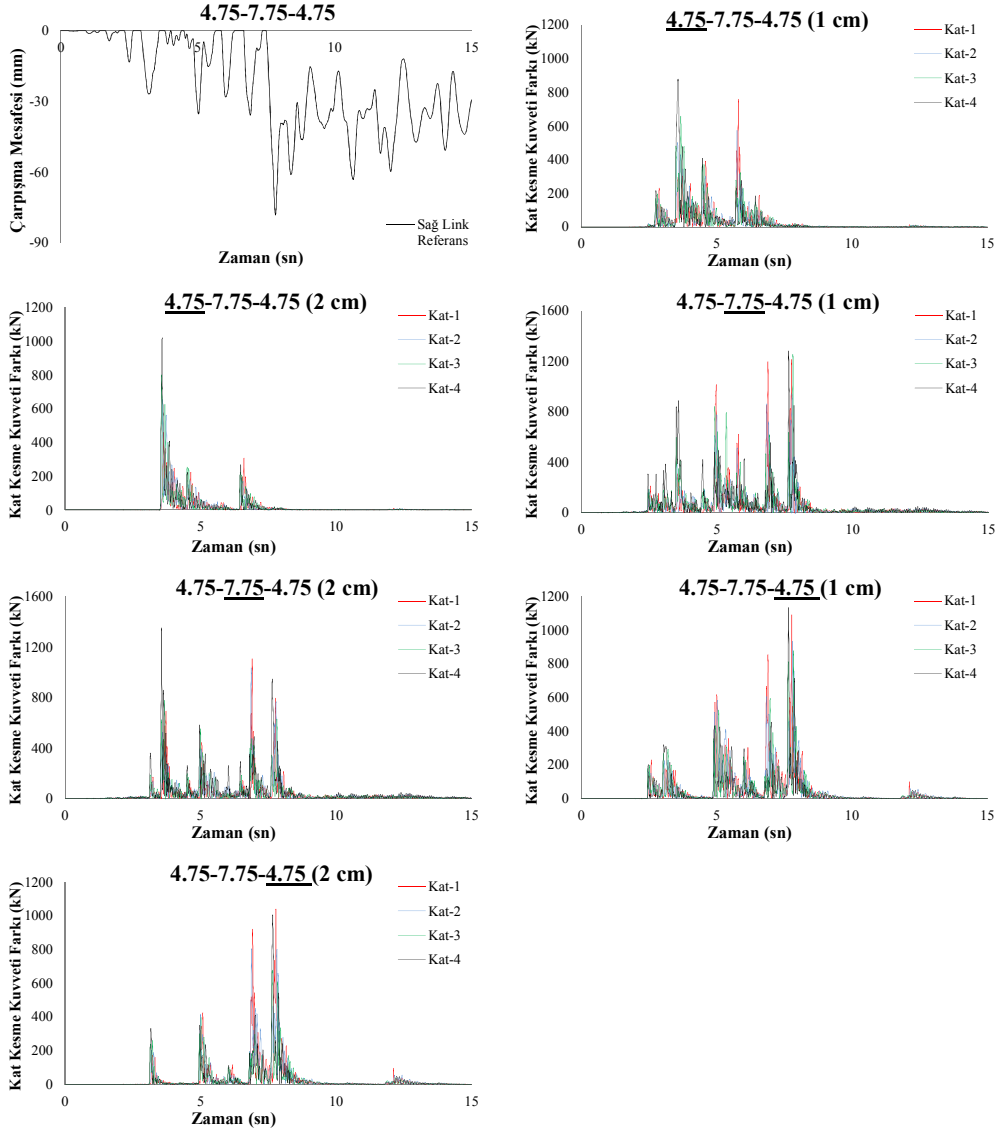 4.75-7.75-4.75
0
-30
-60
-90
0
5
10
15
Çarpışma Mesafesi (mm)
Zaman (sn)
Sağ Link
Referans
4.75-7.75-4.75 (1 cm)
1200
1000
800
600
400
200
0
0
5
10
15
Kat Kesme Kuvveti Farkı (kN)
Zaman (sn)
Kat-1
Kat-2
Kat-3
Kat-4
4.75-7.75-4.75 (2 cm)
1200
1000
800
600
400
200
0
0
5
10
15
Kat Kesme Kuvveti Farkı (kN)
Zaman (sn)
Kat-1
Kat-2
Kat-3
Kat-4
4.75-7.75-4.75 (1 cm)
1600
1200
800
400
0
0
5
10
15
Kat Kesme Kuvveti Farkı (kN)
Zaman (sn)
Kat-1
Kat-2
Kat-3
Kat-4
4.75-7.75-4.75 (2 cm)
1600
1200
800
400
0
0
5
10
15
Kat Kesme Kuvveti Farkı (kN)
Zaman (sn)
Kat-1
Kat-2
Kat-3
Kat-4
4.75-7.75-4.75 (1 cm)
1200
1000
800
600
400
200
0
0
5
10
15
Kat Kesme Kuvveti Farkı (kN)
Zaman (sn)
Kat-1
Kat-2
Kat-3
Kat-4
4.75-7.75-4.75 (2 cm)
1200
1000
800
600
400
200
0
0
5
10
15
Kat Kesme Kuvveti Farkı (kN)
Zaman (sn)
Kat-1
Kat-2
Kat-3
Kat-4